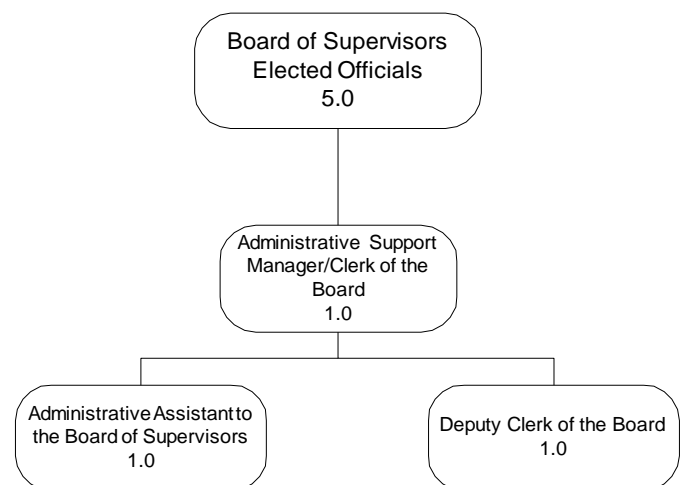 Board of Supervisors
Elected Officials
5.0
Administrative Support
Manager/Clerk of the
Board
1.0
Administrative Assistant to
the Board of Supervisors
1.0
Deputy Clerk of the Board
1.0